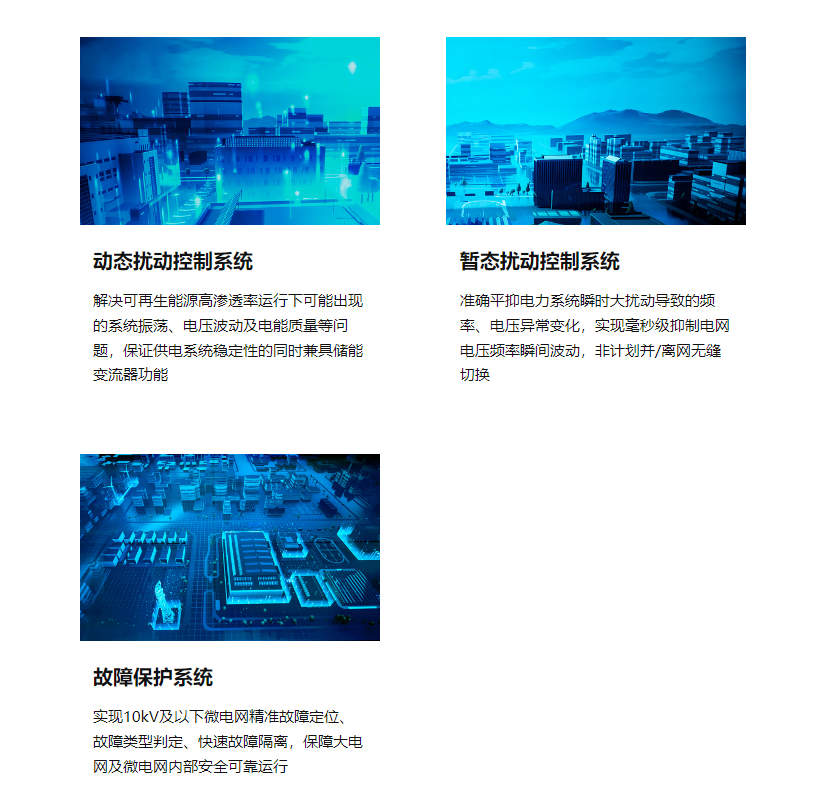 动态扰动控制系统
解决可再生能源高渗透率运行下可能出现
的系统振荡、电压波动及电能质量等问
题，保证供电系统稳定性的同时兼具储能
变流器功能
暂态扰动控制系统
准确平抑电力系统瞬时大扰动导致的频
率、电压异常变化，实现毫秒级抑制电网
电压频率瞬间波动，非计划并/离网无缝
切换
故障保护系统
实现10kV及以下微电网精准故障定位、
故障类型判定、快速故障隔离，保障大电
网及微电网内部安全可靠运行